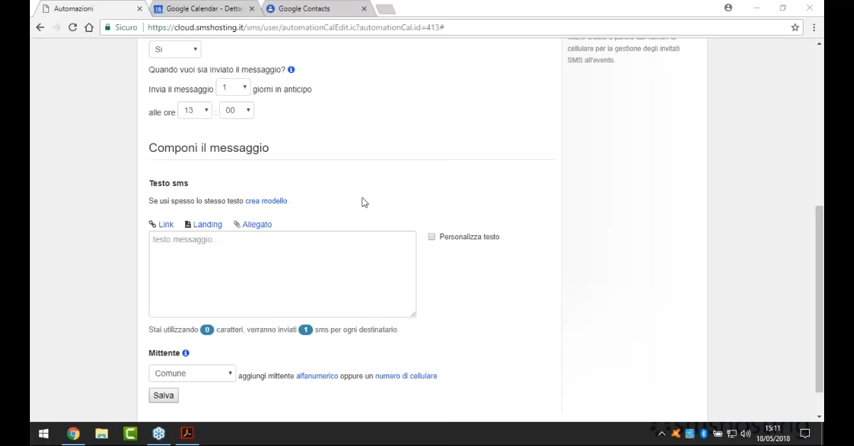 Automazioni
Google Calendar - Dettag
Google Contacts
Sicuro
https://cloud.smshosting.it/sms/user/automationCalEdit.ic?automationCal.id=413#
cellulare per la gestione degli invitati
SMS all'evento.
Si
Quando vuoi sia inviato il messaggio?
Invia il messaggio 1 giorni in anticipo
alle ore 13 : 00
Componi il messaggio
Testo sms
Se usi spesso lo stesso testo crea modello .
Link Landing Allegato
testo messaggio.
Personalizza testo
Stai utilizzando 0 caratteri, verranno inviati 1 sms per ogni destinatario.
Mittente
Comune aggiungi mittente alfanumerico oppure un numero di cellulare
Salva
15:11
18/05/2018